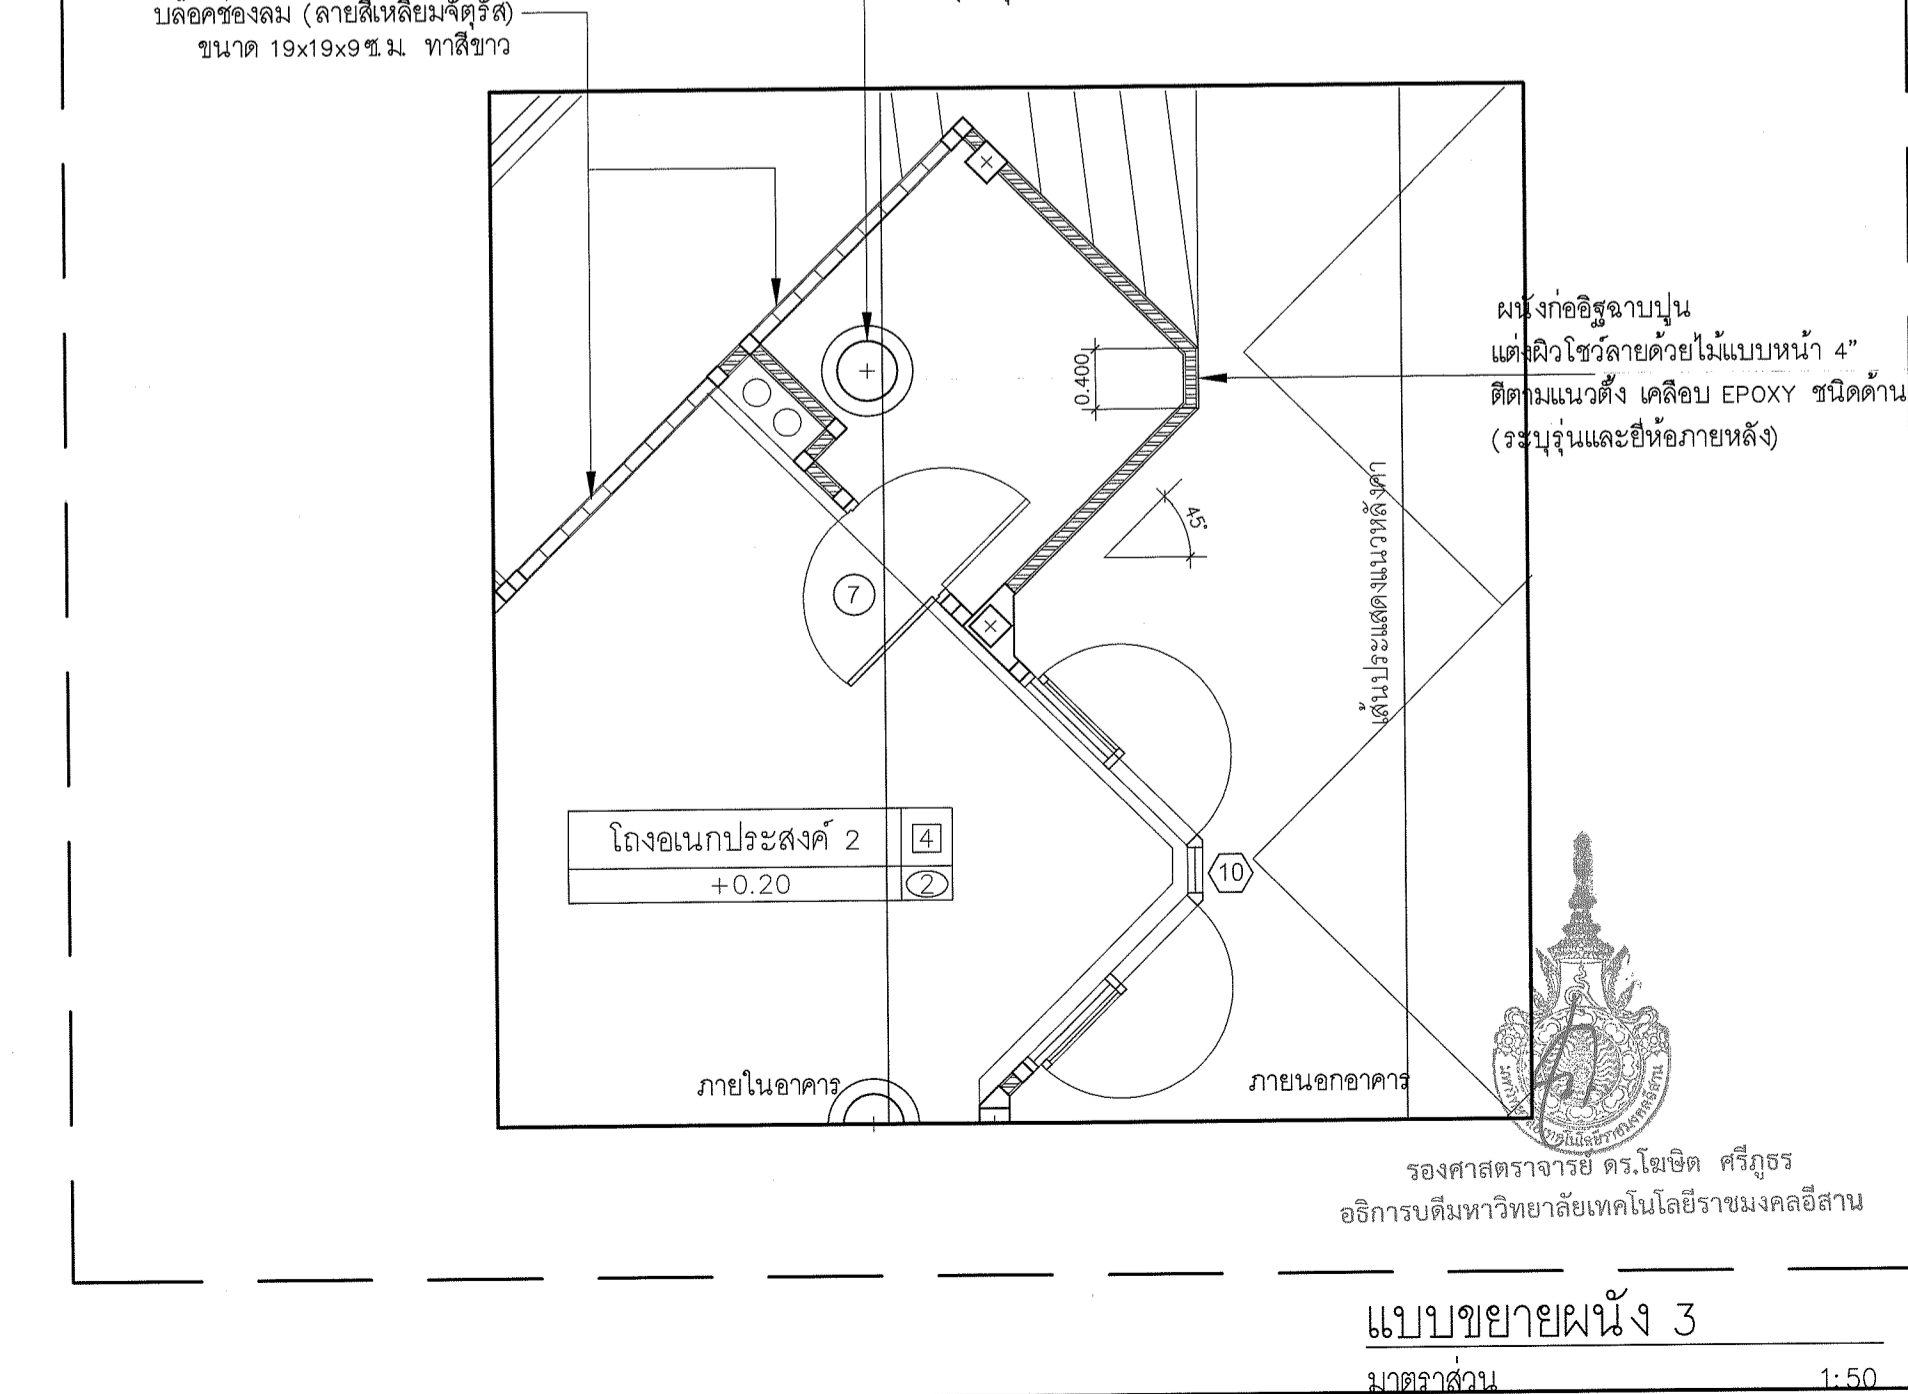 บล็อคช่องลม (ลายสี่เหลี่ยมจัตุรัส)
ขนาด 19x19x9ซ.ม. ทาสีขาว
ผนังก่ออิฐฉาบปูน
แต่งผิวโชว์ลายด้วยไม้แบบหน้า 4"
ตีตามแนวตั้ง เคลือบ EPOXY ชนิดด้าน
(ระบุรุ่นและยี่ห้อภายหลัง)
0.400
45°
เส้นประแสดงแนวหลังคา
7
โถงอเนกประสงค์ 2
4
+0.20
2
10
ภายในอาคาร
ภายนอกอาคาร
รองศาสตราจารย์ ดร.โฆษิต ศรีภูธร
อธิการบดีมหาวิทยาลัยเทคโนโลยีราชมงคลอีสาน
แบบขยายผนัง 3
มาตราส่วน 1:50